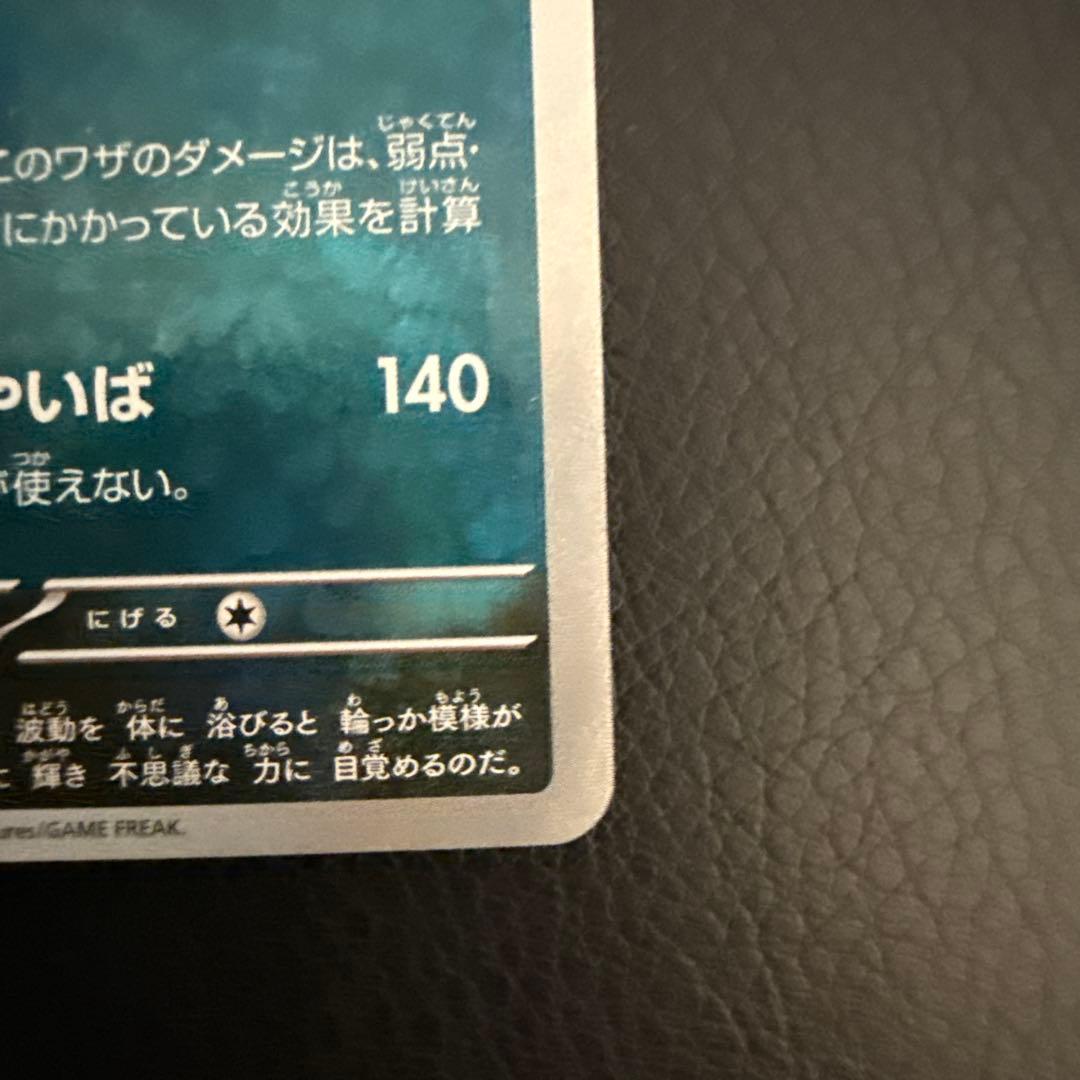 このワザのダメージは、弱点・
にかかっている効果を計算
やいば 140
が使えない。
にげる
波動を 体に 浴びると 輪っか模様が
に 輝き 不思議な 力に 目覚めるのだ。
ures/GAME FREAK.